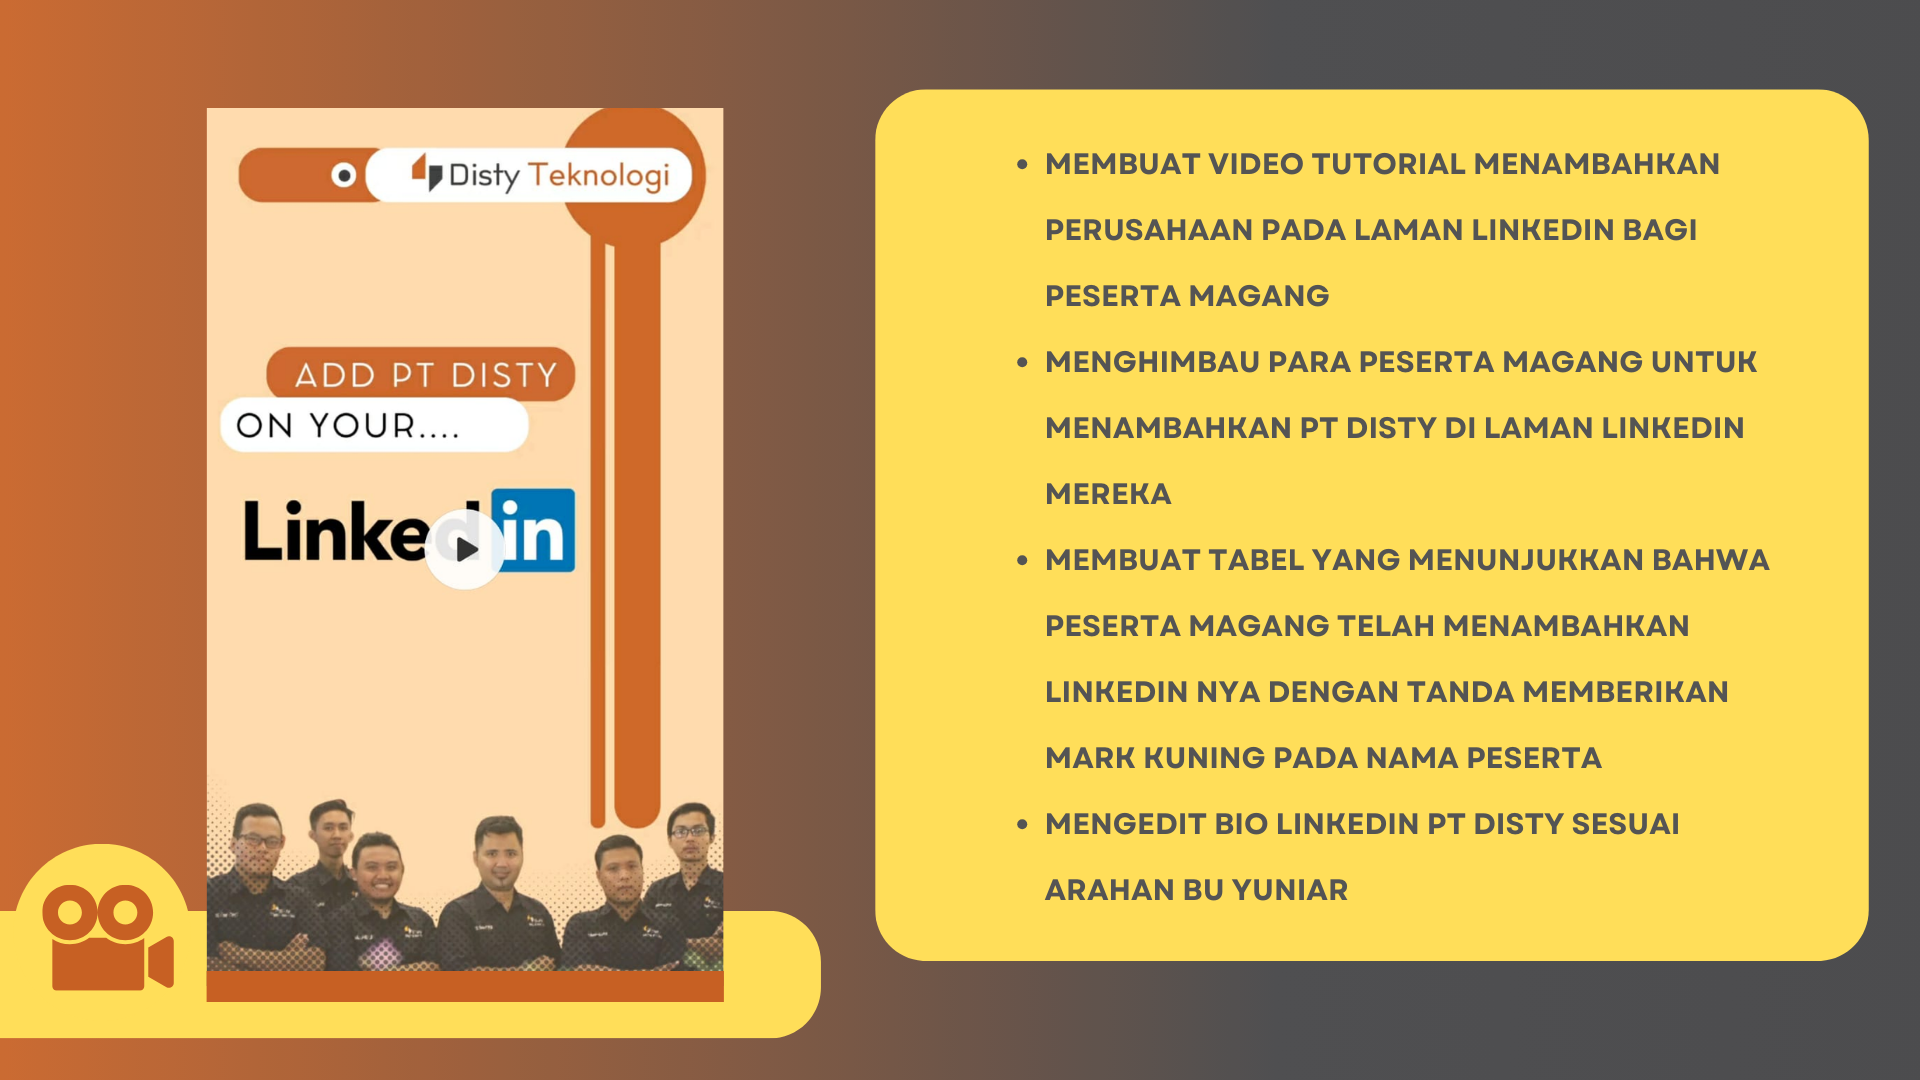 Disty Teknologi
ADD PT DISTY
ON YOUR....
Linkedin
• MEMBUAT VIDEO TUTORIAL MENAMBAHKAN
PERUSAHAAN PADA LAMAN LINKEDIN BAGI
PESERTA MAGANG
• MENGHIMBAU PARA PESERTA MAGANG UNTUK
MENAMBAHKAN PT DISTY DI LAMAN LINKEDIN
MEREKA
• MEMBUAT TABEL YANG MENUNJUKKAN BAHWA
PESERTA MAGANG TELAH MENAMBAHKAN
LINKEDIN NYA DENGAN TANDA MEMBERIKAN
MARK KUNING PADA NAMA PESERTA
• MENGEDIT BIO LINKEDIN PT DISTY SESUAI
ARAHAN BU YUNIAR